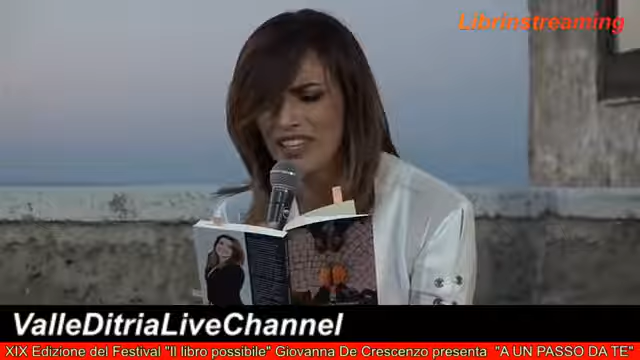 Librinstreaming
ValleDitriaLiveChannel
XIX Edizione del Festival "Il libro possibile" Giovanna De Crescenzo presenta "A UN PASSO DA TE"